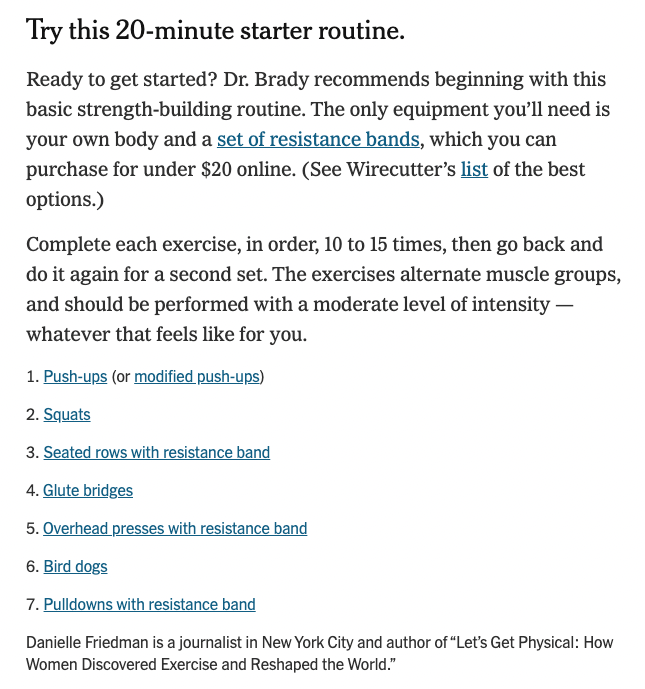 Try this 20-minute starter routine.
Ready to get started? Dr. Brady recommends beginning with this
basic strength-building routine. The only equipment you’ll need is
your own body and a set of resistance bands, which you can
purchase for under $20 online. (See Wirecutter’s list of the best
options.)
Complete each exercise, in order, 10 to 15 times, then go back and
do it again for a second set. The exercises alternate muscle groups,
and should be performed with a moderate level of intensity —
whatever that feels like for you.
1. Push-ups (or modified push-ups)
2. Squats
3. Seated rows with resistance band
4. Glute bridges
5. Overhead presses with resistance band
6. Bird dogs
7. Pulldowns with resistance band
Danielle Friedman is a journalist in New York City and author of “Let’s Get Physical: How
Women Discovered Exercise and Reshaped the World.”